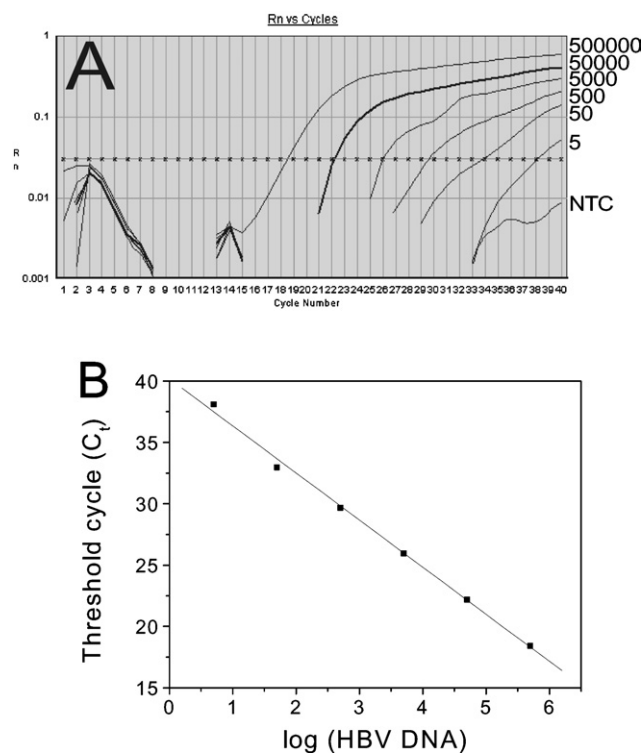 Rn vs Cycles
A
1
0.1
0.01
0.001
R
n
500000
50000
5000
500
50
5
NTC
1 2 3 4 5 6 7 8 9 10 11 12 13 14 15 16 17 18 19 20 21 22 23 24 25 26 27 28 29 30 31 32 33 34 35 36 37 38 39 40
Cycle Number
B
40
35
30
25
20
15
Threshold cycle (Ct)
0 1 2 3 4 5 6
log (HBV DNA)